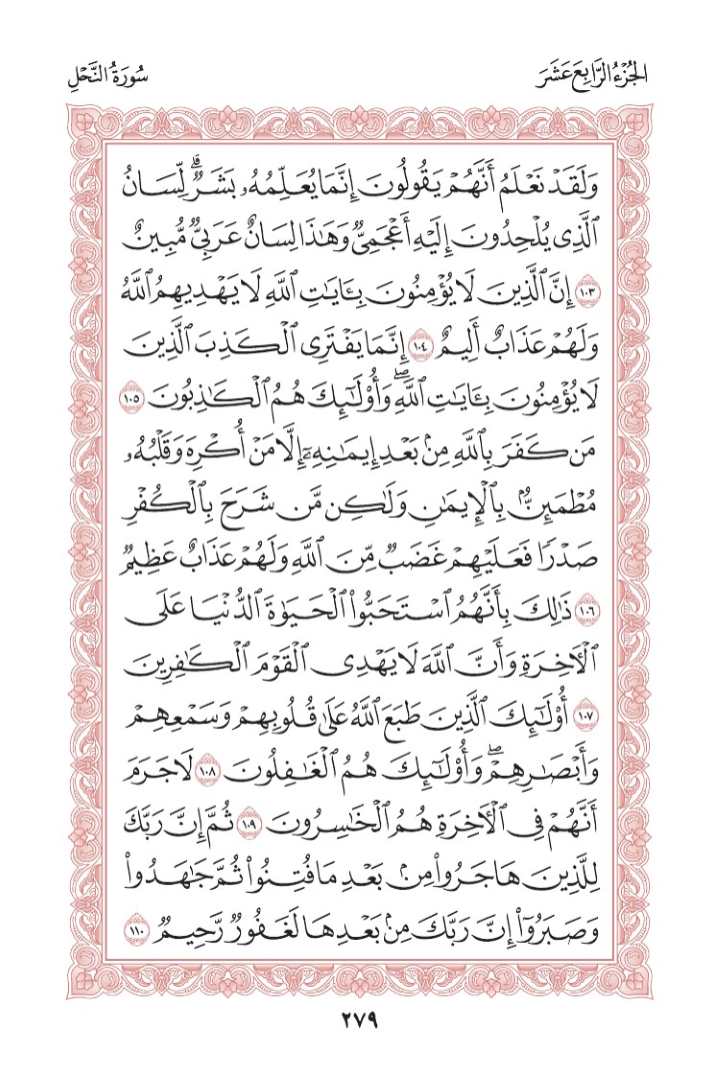 الجُزْءُ الرَّابِعَ عَشَرَ
سُورَةُ النَّحْلِ
وَلَقَدْ نَعْلَمُ أَنَّهُمْ يَقُولُونَ إِنَّمَا يُعَلِّمُهُۥ بَشَرٌۗ لِّسَانُ
ٱلَّذِى يُلْحِدُونَ إِلَيْهِ أَعْجَمِىٌّ وَهَٰذَا لِسَانٌ عَرَبِىٌّ مُّبِينٌ
١٠٣ إِنَّ ٱلَّذِينَ لَا يُؤْمِنُونَ بِـَٔايَٰتِ ٱللَّهِ لَا يَهْدِيهِمُ ٱللَّهُ
وَلَهُمْ عَذَابٌ أَلِيمٌ ١٠٤ إِنَّمَا يَفْتَرِى ٱلْكَذِبَ ٱلَّذِينَ
لَا يُؤْمِنُونَ بِـَٔايَٰتِ ٱللَّهِۖ وَأُو۟لَٰٓئِكَ هُمُ ٱلْكَٰذِبُونَ ١٠٥
مَن كَفَرَ بِٱللَّهِ مِنۢ بَعْدِ إِيمَٰنِهِۦٓ إِلَّا مَنْ أُكْرِهَ وَقَلْبُهُۥ
مُطْمَئِنٌّۢ بِٱلْإِيمَٰنِ وَلَٰكِن مَّن شَرَحَ بِٱلْكُفْرِ
صَدْرًا فَعَلَيْهِمْ غَضَبٌ مِّنَ ٱللَّهِ وَلَهُمْ عَذَابٌ عَظِيمٌ
١٠٦ ذَٰلِكَ بِأَنَّهُمُ ٱسْتَحَبُّوا۟ ٱلْحَيَوٰةَ ٱلدُّنْيَا عَلَى
ٱلْـَٔاخِرَةِ وَأَنَّ ٱللَّهَ لَا يَهْدِى ٱلْقَوْمَ ٱلْكَٰفِرِينَ
١٠٧ أُو۟لَٰٓئِكَ ٱلَّذِينَ طَبَعَ ٱللَّهُ عَلَىٰ قُلُوبِهِمْ وَسَمْعِهِمْ
وَأَبْصَٰرِهِمْۖ وَأُو۟لَٰٓئِكَ هُمُ ٱلْغَٰفِلُونَ ١٠٨ لَا جَرَمَ
أَنَّهُمْ فِى ٱلْـَٔاخِرَةِ هُمُ ٱلْخَٰسِرُونَ ١٠٩ ثُمَّ إِنَّ رَبَّكَ
لِلَّذِينَ هَاجَرُوا۟ مِنۢ بَعْدِ مَا فُتِنُوا۟ ثُمَّ جَٰهَدُوا۟
وَصَبَرُوٓا۟ إِنَّ رَبَّكَ مِنۢ بَعْدِهَا لَغَفُورٌ رَّحِيمٌ ١١٠
٢٧٩